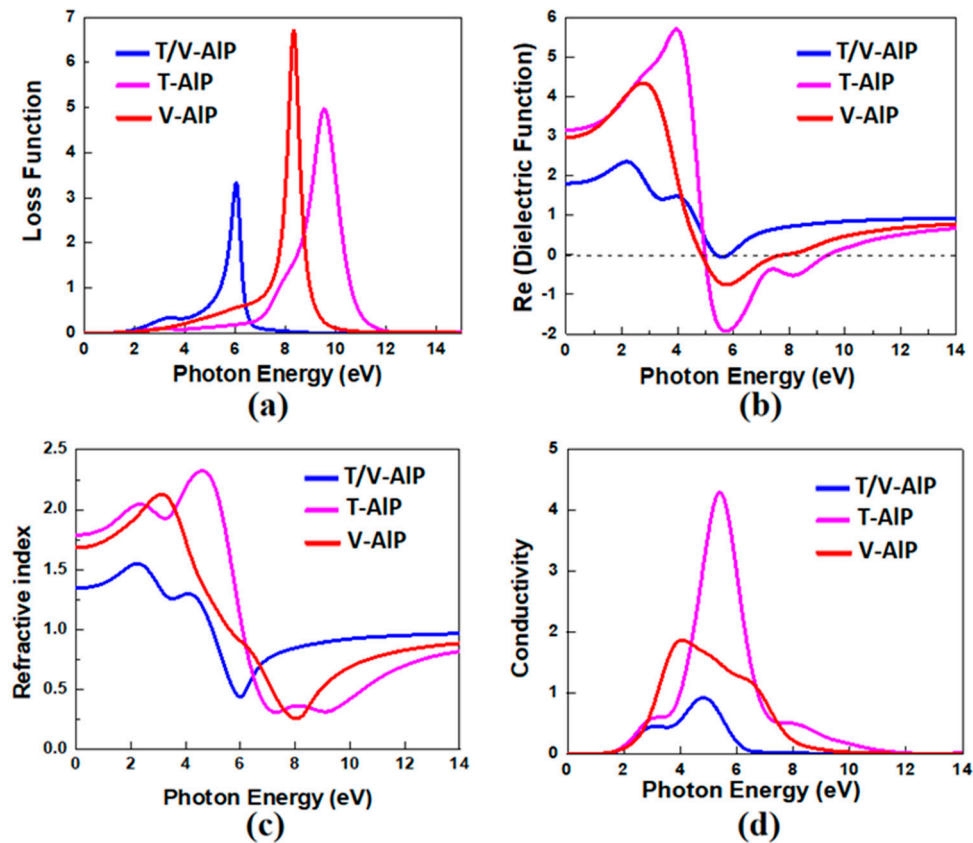 7
6
5
4
3
2
1
0
Loss Function
T/V-AlP
T-AlP
V-AlP
0 2 4 6 8 10 12 14
Photon Energy (eV)
(a)
6
5
4
3
2
1
0
-1
-2
Re (Dielectric Function)
T/V-AlP
T-AlP
V-AlP
0 2 4 6 8 10 12 14
Photon Energy (eV)
(b)
2.5
2.0
1.5
1.0
0.5
0.0
Refractive index
T/V-AlP
T-AlP
V-AlP
0 2 4 6 8 10 12 14
Photon Energy (eV)
(c)
5
4
3
2
1
0
Conductivity
T/V-AlP
T-AlP
V-AlP
0 2 4 6 8 10 12 14
Photon Energy (eV)
(d)